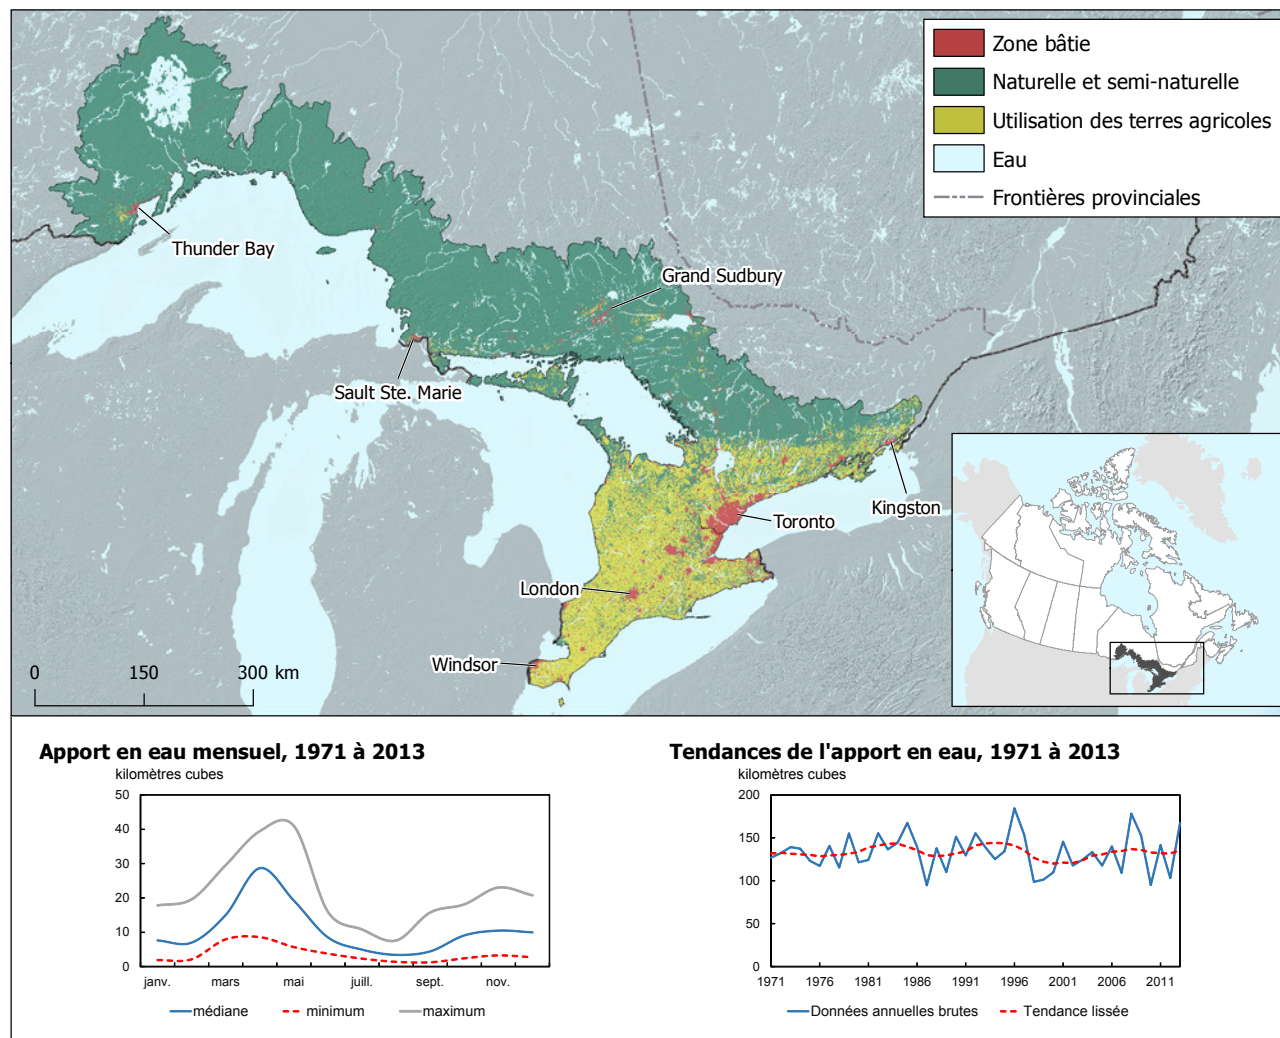 Zone bâtie
Naturelle et semi-naturelle
Utilisation des terres agricoles
Eau
Frontières provinciales
Thunder Bay
Grand Sudbury
Sault Ste. Marie
Kingston
Toronto
London
Windsor
0 150 300 km
Apport en eau mensuel, 1971 à 2013
kilomètres cubes
50
40
30
20
10
0
janv. mars mai juill. sept. nov.
médiane minimum maximum
Tendances de l'apport en eau, 1971 à 2013
kilomètres cubes
200
150
100
50
0
1971 1976 1981 1986 1991 1996 2001 2006 2011
Données annuelles brutes Tendance lissée